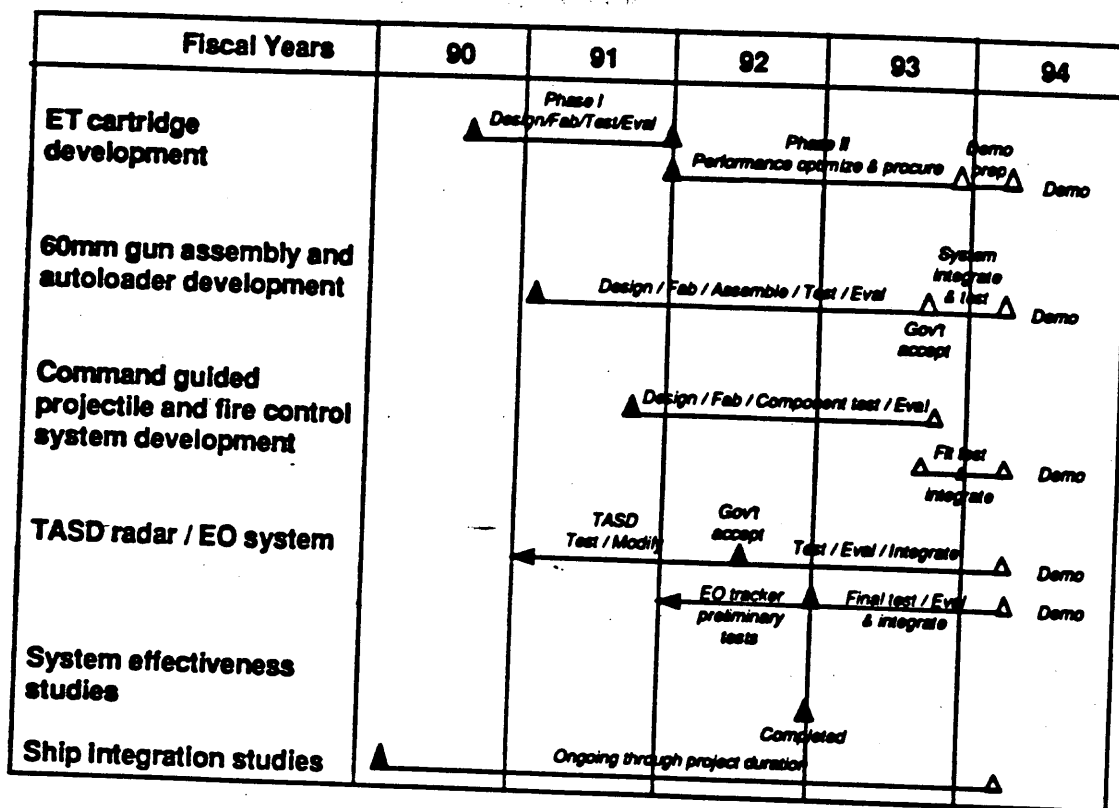 Fiscal Years 90 91 92 93 94
ET cartridge
development
Phase I
Design/Fab/Test/Eval
Phase II
Performance optimize & procure
Demo
prep
Demo
60mm gun assembly and
autoloader development
Design / Fab / Assemble / Test / Eval
System
integrate
& test
Gov't
accept
Demo
Command guided
projectile and fire control
system development
Design / Fab / Component test / Eval
Flt test
&
integrate
Demo
TASD radar / EO system
TASD
Test / Modify
Gov't
accept
Test / Eval / Integrate
Demo
EO tracker
preliminary
tests
Final test / Eval
& integrate
Demo
System effectiveness
studies
Completed
Ship integration studies
Ongoing through project duration